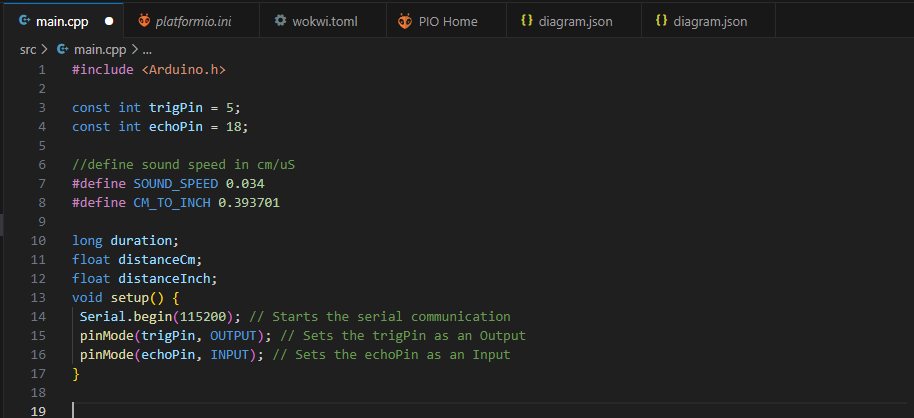 main.cpp platformio.ini wokwi.toml PIO Home diagram.json diagram.json
src > main.cpp > ...
1 #include <Arduino.h>
2
3 const int trigPin = 5;
4 const int echoPin = 18;
5
6 //define sound speed in cm/uS
7 #define SOUND_SPEED 0.034
8 #define CM_TO_INCH 0.393701
9
10 long duration;
11 float distanceCm;
12 float distanceInch;
13 void setup() {
14  Serial.begin(115200); // Starts the serial communication
15  pinMode(trigPin, OUTPUT); // Sets the trigPin as an Output
16  pinMode(echoPin, INPUT); // Sets the echoPin as an Input
17 }
18
19